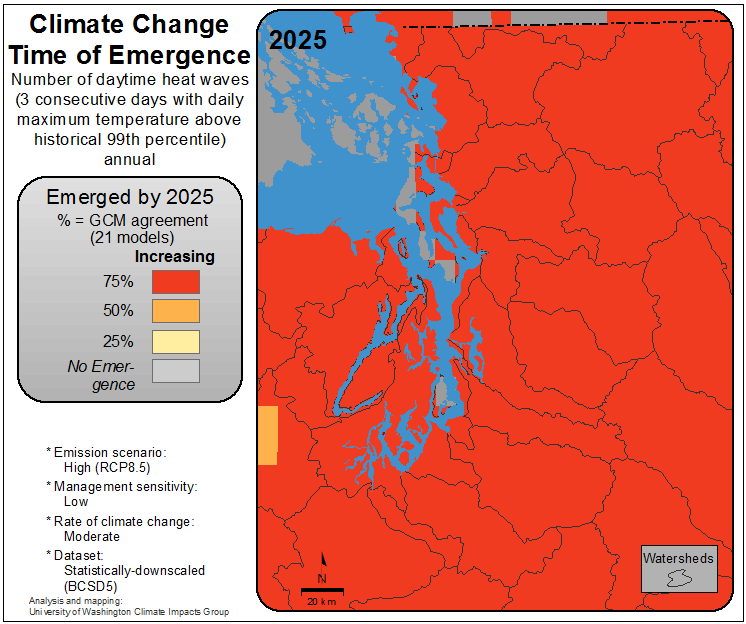 Climate Change
Time of Emergence
Number of daytime heat waves
(3 consecutive days with daily
maximum temperature above
historical 99th percentile)
annual
Emerged by 2025
% = GCM agreement
(21 models)
Increasing
75%
50%
25%
No Emer-
gence
* Emission scenario:
High (RCP8.5)
* Management sensitivity:
Low
* Rate of climate change:
Moderate
* Dataset:
Statistically-downscaled
(BCSD5)
Analysis and mapping:
University of Washington Climate Impacts Group
2025
N
20 km
Watersheds